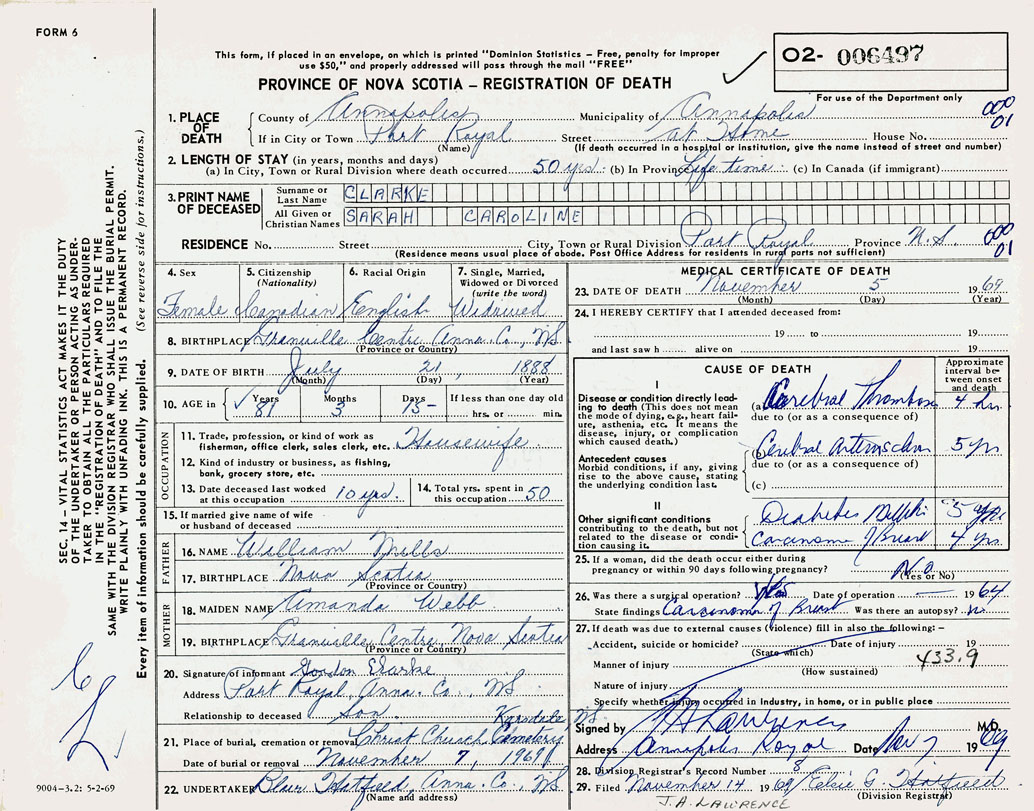 FORM 6
This form, if placed in an envelope, on which is printed "Dominion Statistics – Free, penalty for improper
use $50," and properly addressed will pass through the mail "FREE"
PROVINCE OF NOVA SCOTIA – REGISTRATION OF DEATH
O2- 006497
For use of the Department only
1. PLACE OF DEATH
County of Annapolis Municipality of Annapolis 000 01
If in City or Town Port Royal Street at Home House No.
(Name) (If death occurred in a hospital or institution, give the name instead of street and number)
2. LENGTH OF STAY (in years, months and days)
(a) In City, Town or Rural Division where death occurred 50 yrs. (b) In Province Life time (c) In Canada (if immigrant)
3. PRINT NAME OF DECEASED
Surname or Last Name CLARKE
All Given or Christian Names SARAH CAROLINE
RESIDENCE No. Street City, Town or Rural Division Port Royal Province N.S. 000 01
(Residence means usual place of abode. Post Office Address for residents in rural parts not sufficient)
4. Sex Female
5. Citizenship (Nationality) Canadian
6. Racial Origin English
7. Single, Married, Widowed or Divorced (write the word) Widowed
8. BIRTHPLACE Granville Centre Anna. Co., N.S.
(Province or Country)
9. DATE OF BIRTH July 21, 1888
(Month) (Day) (Year)
10. AGE in Years 81 Months 3 Days 15 If less than one day old hrs. or min.
OCCUPATION
11. Trade, profession, or kind of work as fisherman, office clerk, sales clerk, etc. Housewife
12. Kind of industry or business, as fishing, bank, grocery store, etc.
13. Date deceased last worked at this occupation 10 yrs.
14. Total yrs. spent in this occupation 50
15. If married give name of wife or husband of deceased
FATHER
16. NAME William Mills
17. BIRTHPLACE Nova Scotia
(Province or Country)
MOTHER
18. MAIDEN NAME Amanda Webb
19. BIRTHPLACE Granville Centre Nova Scotia
(Province or Country)
20. Signature of informant Gordon Clarke
Address Port Royal, Anna. Co., N.S.
Relationship to deceased Son
21. Place of burial, cremation or removal Christ Church Cemetery Karsdale N.S.
Date of burial or removal November 7, 1969
22. UNDERTAKER Blair Hatfield, Anna. Co., N.S.
(Name and address)
MEDICAL CERTIFICATE OF DEATH
23. DATE OF DEATH November 5 1969
(Month) (Day) (Year)
24. I HEREBY CERTIFY that I attended deceased from:
19 to 19
and last saw h alive on 19
CAUSE OF DEATH
Approximate interval between onset and death
I
Disease or condition directly leading to death (This does not mean the mode of dying, e.g., heart failure, asthenia, etc. It means the disease, injury, or complication which caused death.)
(a) Cerebral 4 hr.
due to (or as a consequence of)
Antecedent causes
Morbid conditions, if any, giving rise to the above cause, stating the underlying condition last.
Cerebral 5 yr
due to (or as a consequence of)
(c)
II
Other significant conditions contributing to the death, but not related to the disease or condition causing it.
Diabetes 5 yr.
Carcinoma of Breast 4 yrs.
25. If a woman, did the death occur either during pregnancy or within 90 days following pregnancy? No
(Yes or No)
26. Was there a surgical operation? Yes Date of operation — 1964
State findings Carcinoma of Breast Was there an autopsy? no
27. If death was due to external causes (violence) fill in also the following: –
Accident, suicide or homicide? Date of injury 19
(State which) 433.9
Manner of injury
(How sustained)
Nature of injury
Specify whether injury occurred in industry, in home, or in public place
Signed by Lawrence M.D.
Address Annapolis Royal Date Nov 7 1969
28. Division Registrar's Record Number
29. Filed November 14 1969 Elsie G. Hatfield
(Division Registrar)
J.A. LAWRENCE
SEC. 14 – VITAL STATISTICS ACT MAKES IT THE DUTY
OF THE UNDERTAKER OR PERSON ACTING AS UNDER-
TAKER TO OBTAIN ALL THE PARTICULARS REQUIRED
IN THE "REGISTRATION OF DEATH" AND TO FILE THE
SAME WITH THE DIVISION REGISTRAR WHO SHALL ISSUE THE BURIAL PERMIT.
WRITE PLAINLY WITH UNFADING INK. THIS IS A PERMANENT RECORD.
Every item of information should be carefully supplied. (See reverse side for instructions.)
9004-3.2: 5-2-69